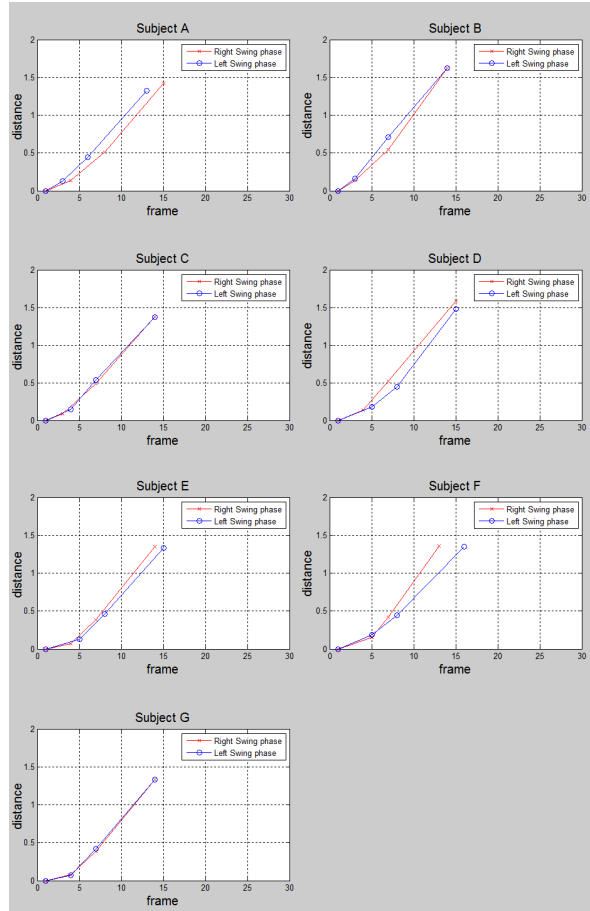 Subject A
Right Swing phase
Left Swing phase
2
1.5
1
0.5
0
distance
0 5 10 15 20 25 30
frame
Subject B
Right Swing phase
Left Swing phase
2
1.5
1
0.5
0
distance
0 5 10 15 20 25 30
frame
Subject C
Right Swing phase
Left Swing phase
2
1.5
1
0.5
0
distance
0 5 10 15 20 25 30
frame
Subject D
Right Swing phase
Left Swing phase
2
1.5
1
0.5
0
distance
0 5 10 15 20 25 30
frame
Subject E
Right Swing phase
Left Swing phase
2
1.5
1
0.5
0
distance
0 5 10 15 20 25 30
frame
Subject F
Right Swing phase
Left Swing phase
2
1.5
1
0.5
0
distance
0 5 10 15 20 25 30
frame
Subject G
Right Swing phase
Left Swing phase
2
1.5
1
0.5
0
distance
0 5 10 15 20 25 30
frame